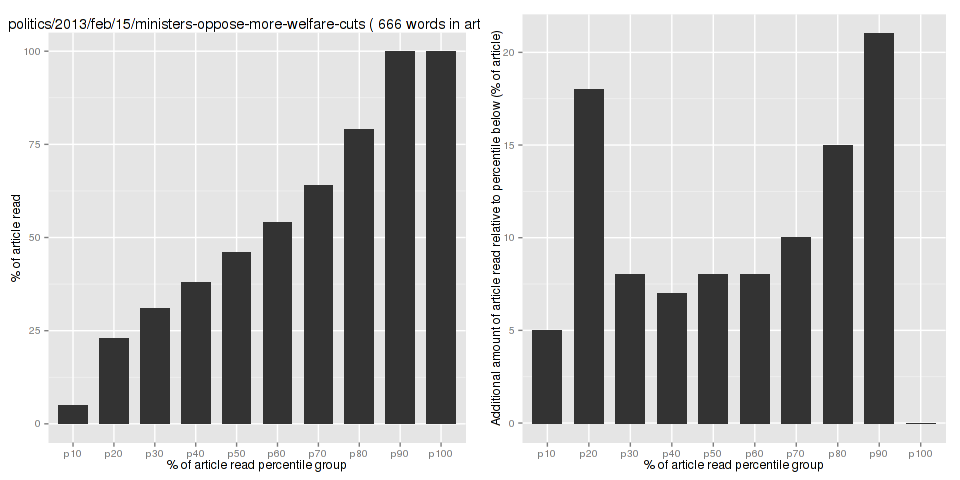 politics/2013/feb/15/ministers-oppose-more-welfare-cuts ( 666 words in art
% of article read
100
75
50
25
0
p10 p20 p30 p40 p50 p60 p70 p80 p90 p100
% of article read percentile group
Additional amount of article read relative to percentile below (% of article)
20
15
10
5
0
p10 p20 p30 p40 p50 p60 p70 p80 p90 p100
% of article read percentile group